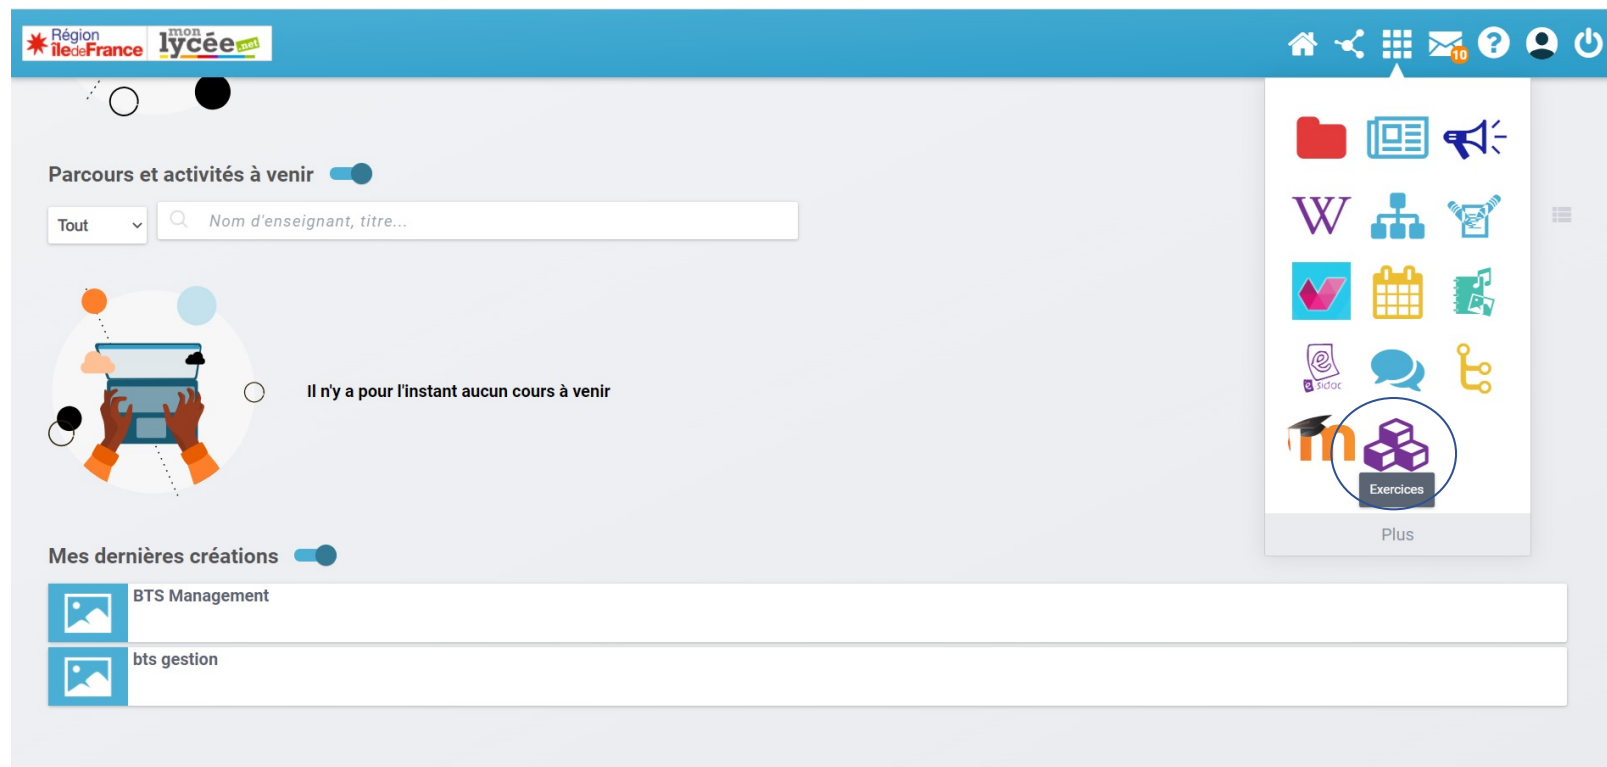 Région
îledeFrance
mon
lycée.net
10
?
Parcours et activités à venir
Tout
Nom d'enseignant, titre...
W
e
e sidoc
Il n'y a pour l'instant aucun cours à venir
m
Exercices
Plus
Mes dernières créations
BTS Management
bts gestion